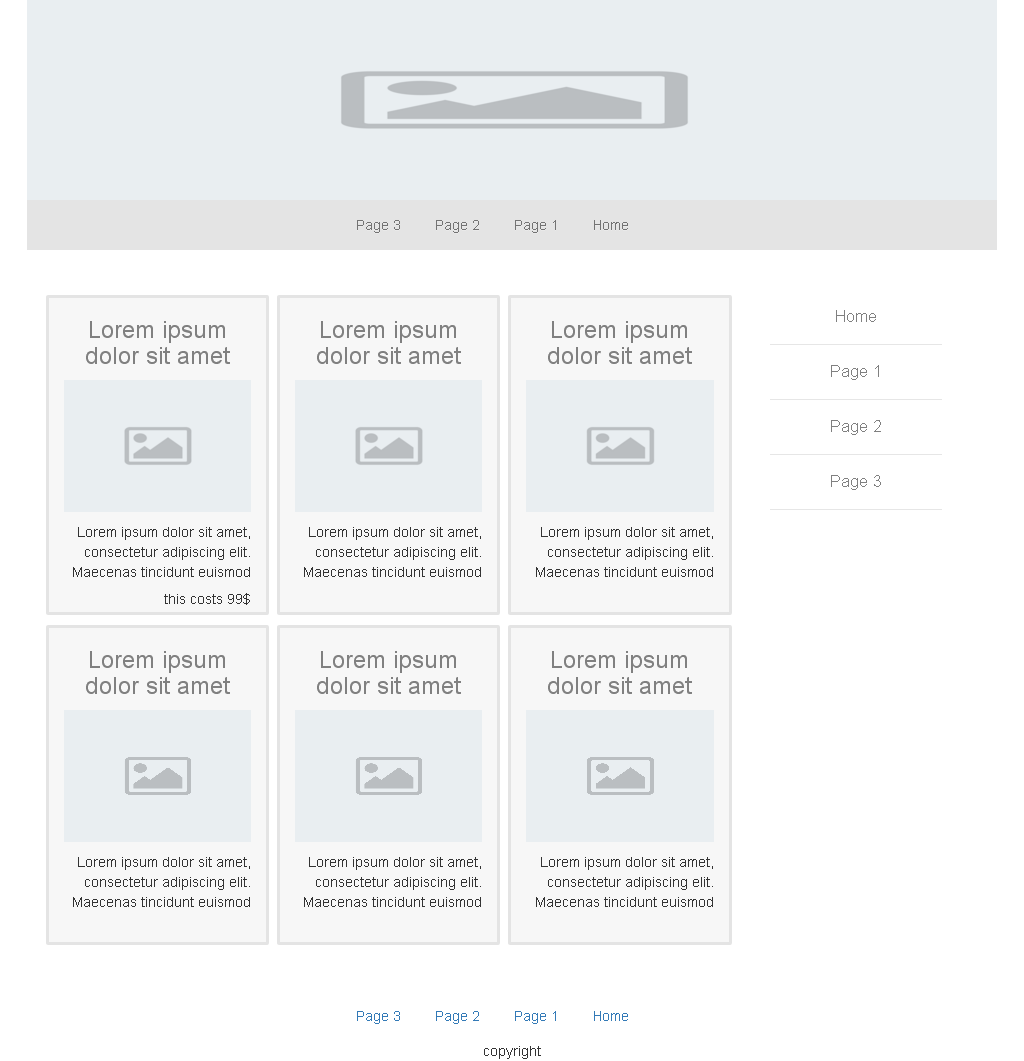 Page 3 Page 2 Page 1 Home
Lorem ipsum
dolor sit amet
Lorem ipsum dolor sit amet,
consectetur adipiscing elit.
Maecenas tincidunt euismod
this costs 99$
Lorem ipsum
dolor sit amet
Lorem ipsum dolor sit amet,
consectetur adipiscing elit.
Maecenas tincidunt euismod
Lorem ipsum
dolor sit amet
Lorem ipsum dolor sit amet,
consectetur adipiscing elit.
Maecenas tincidunt euismod
Home
Page 1
Page 2
Page 3
Lorem ipsum
dolor sit amet
Lorem ipsum dolor sit amet,
consectetur adipiscing elit.
Maecenas tincidunt euismod
Lorem ipsum
dolor sit amet
Lorem ipsum dolor sit amet,
consectetur adipiscing elit.
Maecenas tincidunt euismod
Lorem ipsum
dolor sit amet
Lorem ipsum dolor sit amet,
consectetur adipiscing elit.
Maecenas tincidunt euismod
Page 3 Page 2 Page 1 Home
copyright